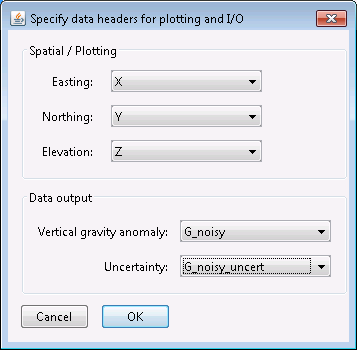 Specify data headers for plotting and I/O
Spatial / Plotting
Easting: X
Northing: Y
Elevation: Z
Data output
Vertical gravity anomaly: G_noisy
Uncertainty: G_noisy_uncert
Cancel OK